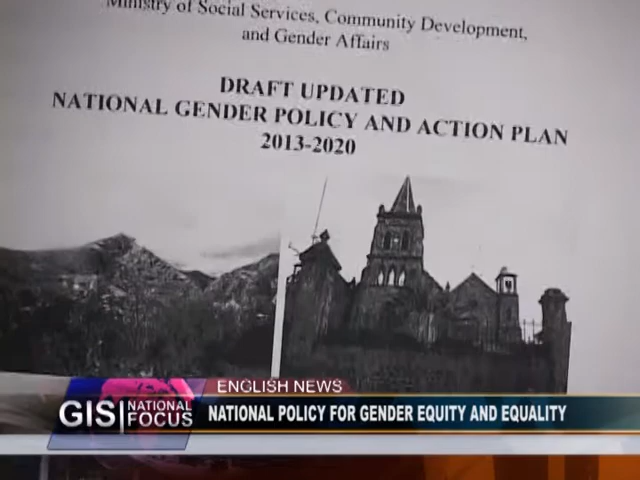 Ministry of Social Services, Community Development,
and Gender Affairs
DRAFT UPDATED
NATIONAL GENDER POLICY AND ACTION PLAN
2013-2020
ENGLISH NEWS
GIS NATIONAL FOCUS
NATIONAL POLICY FOR GENDER EQUITY AND EQUALITY